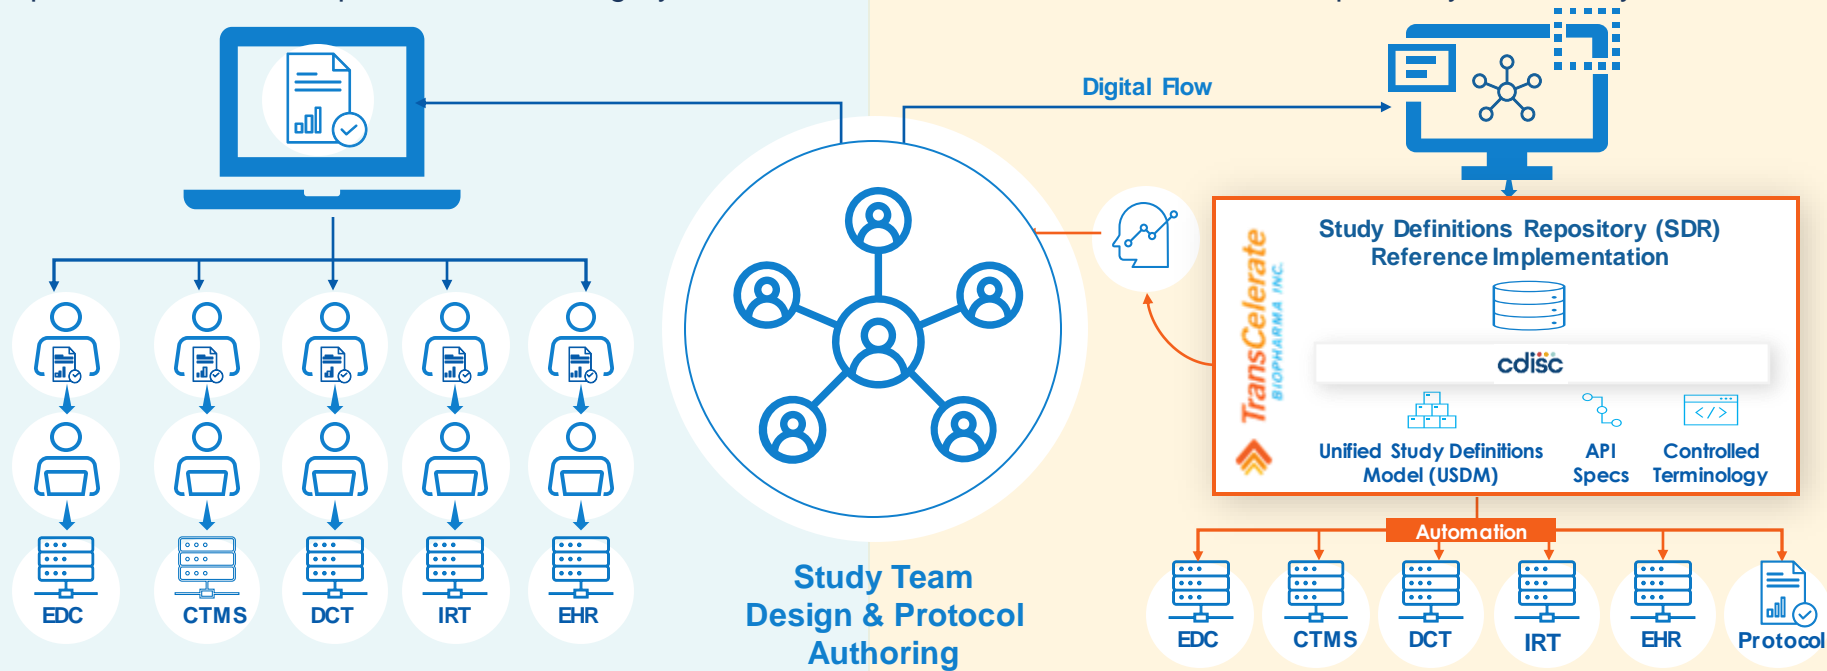 Digital Flow
Study Definitions Repository (SDR)
Reference Implementation
TransCelerate
BIOPHARMA INC.
cdisc
</>
Unified Study Definitions
Model (USDM)
API
Specs
Controlled
Terminology
Automation
Study Team
Design & Protocol
Authoring
EDC
CTMS
DCT
IRT
EHR
EDC
CTMS
DCT
IRT
EHR
Protocol